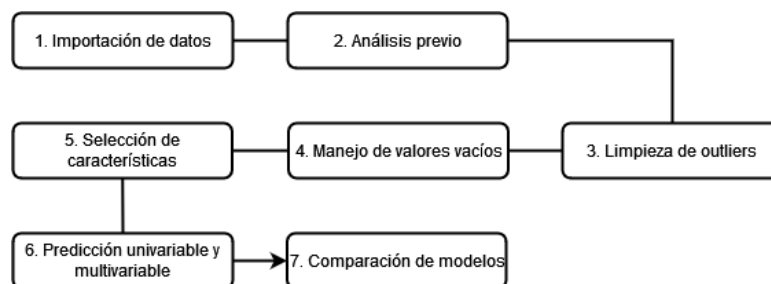 1. Importación de datos
2. Análisis previo
3. Limpieza de outliers
4. Manejo de valores vacíos
5. Selección de
características
6. Predicción univariable y
multivariable
7. Comparación de modelos